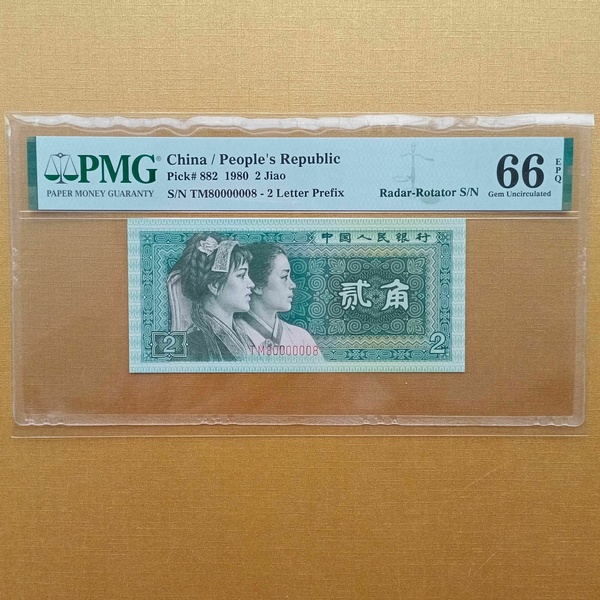 PMG®
PAPER MONEY GUARANTY
China / People's Republic
Pick# 882 1980 2 Jiao
S/N TM80000008 - 2 Letter Prefix
Radar-Rotator S/N
66 EPQ
Gem Uncirculated
中国人民银行
贰角
TM80000008
2
2